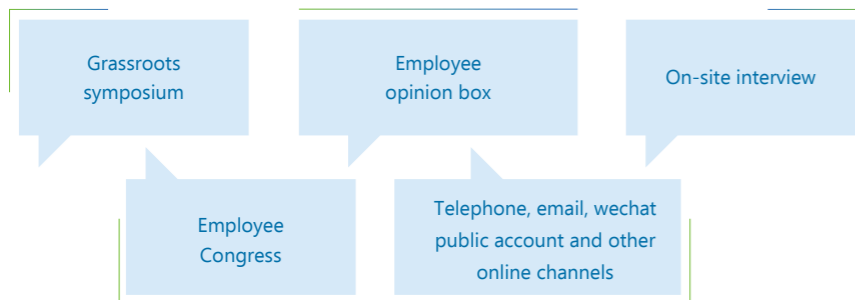 Grassroots
symposium
Employee
opinion box
On-site interview
Employee
Congress
Telephone, email, wechat
public account and other
online channels